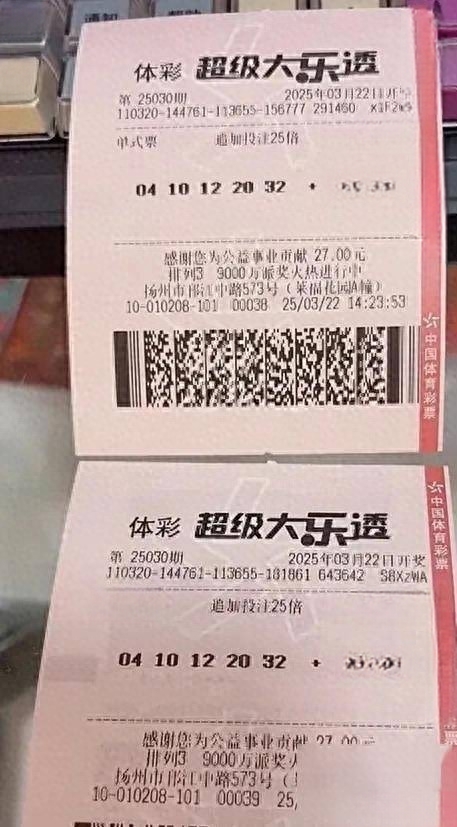 体彩 超级大乐透
第 25030期 2025年03月22日开
110320-144761-113655-156777 291460
单式票 追加投注25倍
04 10 12 20 32 +
感谢您为公益事业贡献 27.00元
排列3 9000万派奖火热进行中
扬州市邗江中路573号(莱福花园A幢)
10-010208-101 00038 25/03/22 14:23:53
中国体育彩票
体彩 超级大乐透
第 25030期 2025年03月22日开奖
110320-144761-113655-181861 643642 S8XzWA
追加投注25倍
04 10 12 20 32 +
感谢您为公益事业贡献
排列3 9000万派奖
扬州市邗江中路573号(
10-010208-101 00039 25/
中国体育彩票